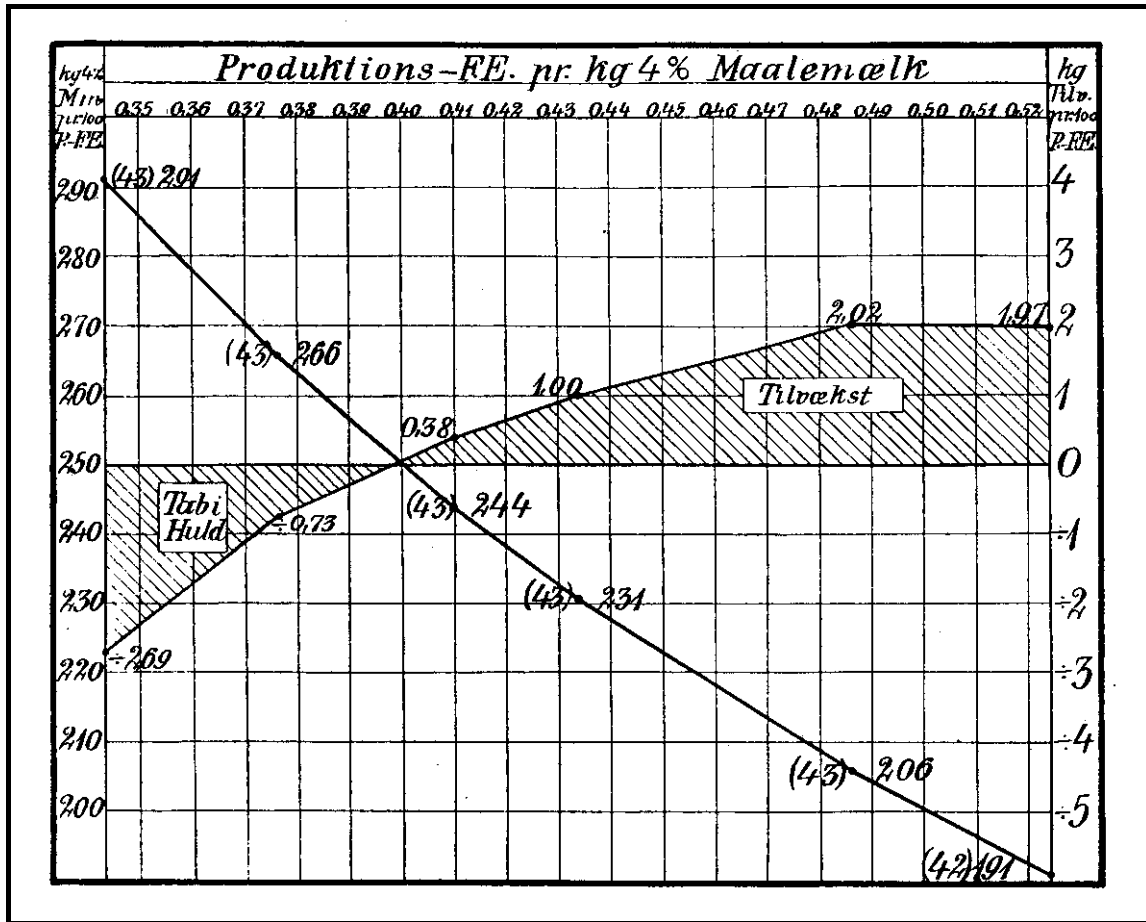 Produktions-FE. pr. kg 4% Maalemælk
kg 4%
pr. 100
P.-FE.
kg
Tilv.
pr. 100
P.-FE.
0,35 0,36 0,37 0,38 0,39 0,40 0,41 0,42 0,43 0,44 0,45 0,46 0,47 0,48 0,49 0,50 0,51 0,52
290 (43) 291 4
280 3
270 2,02 1,97 2
(43) 266
260 1,00 Tilvækst 1
0,38
250 0
Tab i
Huld
(43) 244
240 ÷0,73 ÷1
230 (43) 231 ÷2
÷2,69
220 ÷3
210 ÷4
(43) 206
200 ÷5
(42) 191